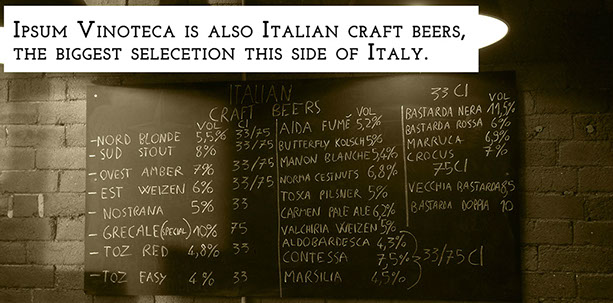 Ipsum Vinoteca is also Italian craft beers,
the biggest selecetion this side of Italy.
ITALIAN
CRAFT BEERS
VOL CL
-NORD BLONDE 5,5% 33/75
-SUD STOUT 8% 33/75
-OVEST AMBER 7% 33/75
-EST WEIZEN 6% 33/75
-NOSTRANA 5% 33
-GRECALE (SPECIAL) 10% 75
-TOZ RED 4,8% 33
-TOZ EASY 4% 33
VOL
AIDA FUMÉ 5,2%
BUTTERFLY KOLSCH 5%
MANON BLANCHE 5,4%
NORMA CESTNUTS 6,8%
TOSCA PILSNER 5%
CARMEN PALE ALE 6,2%
VALCHIRIA WEIZEN 5%
ALDOBARDESCA 4,3%
CONTESSA 7,5% 33/75 Cl
MARSILIA 4,5%
33 Cl
VOL
BASTARDA NERA 11,5%
BASTARDA ROSSA 6%
MARRUCA 6,9%
CROCUS 7%
75Cl
VECCHIA BASTARDA 8,5
BASTARDA DOPPIA 10